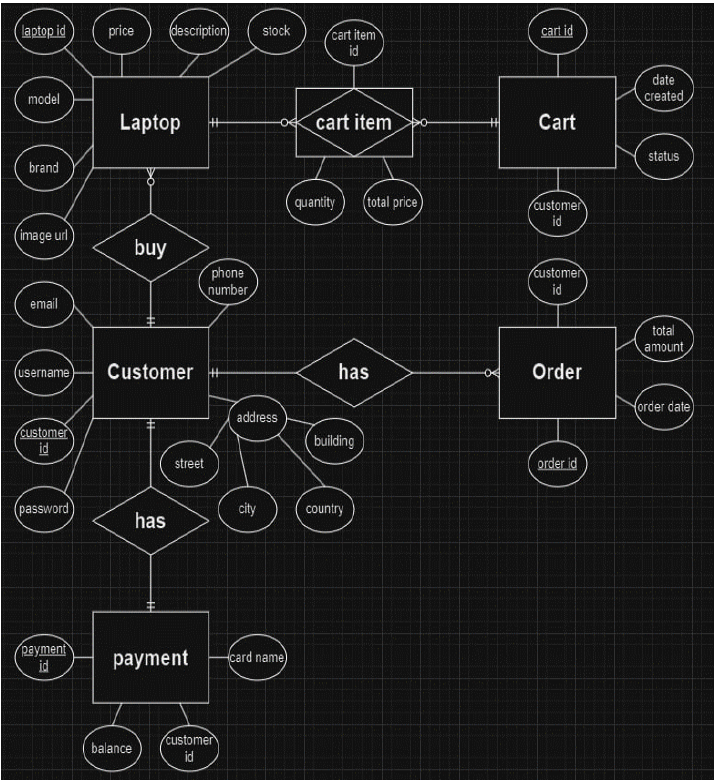 laptop id
price
description
stock
cart item
id
cart id
model
Laptop
cart item
Cart
date
created
brand
status
quantity
total price
customer
id
image url
buy
phone
number
customer
id
email
total
amount
username
Customer
has
Order
customer
id
address
building
order date
street
order id
password
city
country
has
payment
id
payment
card name
balance
customer
id